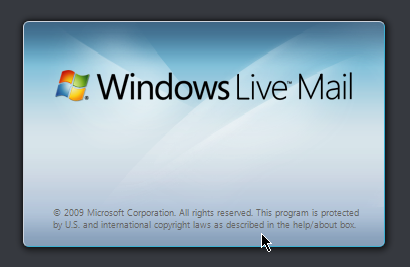 Windows Live™ Mail
© 2009 Microsoft Corporation. All rights reserved. This program is protected
by U.S. and international copyright laws as described in the help/about box.